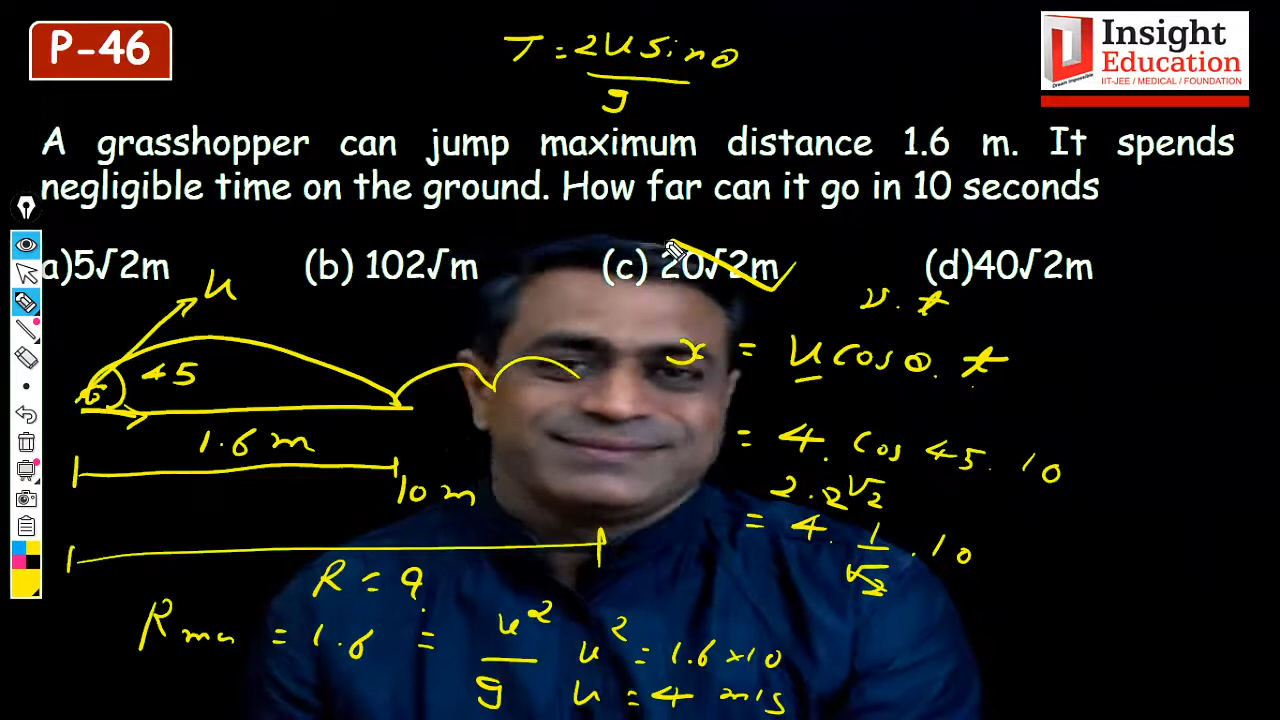 P-46
T = 2u sinθ
g
Insight
Education
Dream Impossible
IIT-JEE / MEDICAL / FOUNDATION
A grasshopper can jump maximum distance 1.6 m. It spends
negligible time on the ground. How far can it go in 10 seconds
a)5√2m (b) 102√m (c) 20√2m (d)40√2m
u
45
1.6 m
10 m
R = 9
Rmax = 1.6 = u²
g
u² = 1.6 × 10
u = 4 m/s
v . t
x = u cos θ . t
= 4 . cos 45 . 10
2 . 2 √2
= 4 . 1 . 10
√2